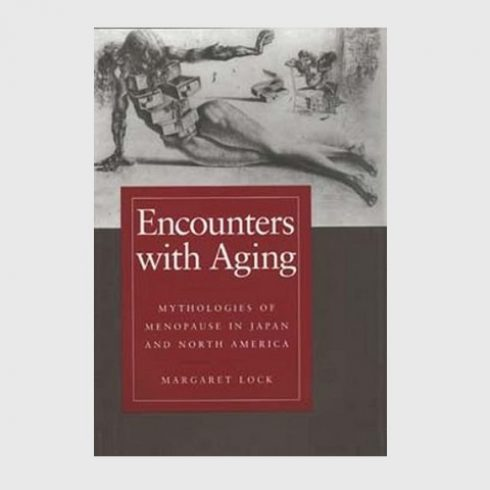 Encounters
with Aging
MYTHOLOGIES OF
MENOPAUSE IN JAPAN
AND NORTH AMERICA
MARGARET LOCK